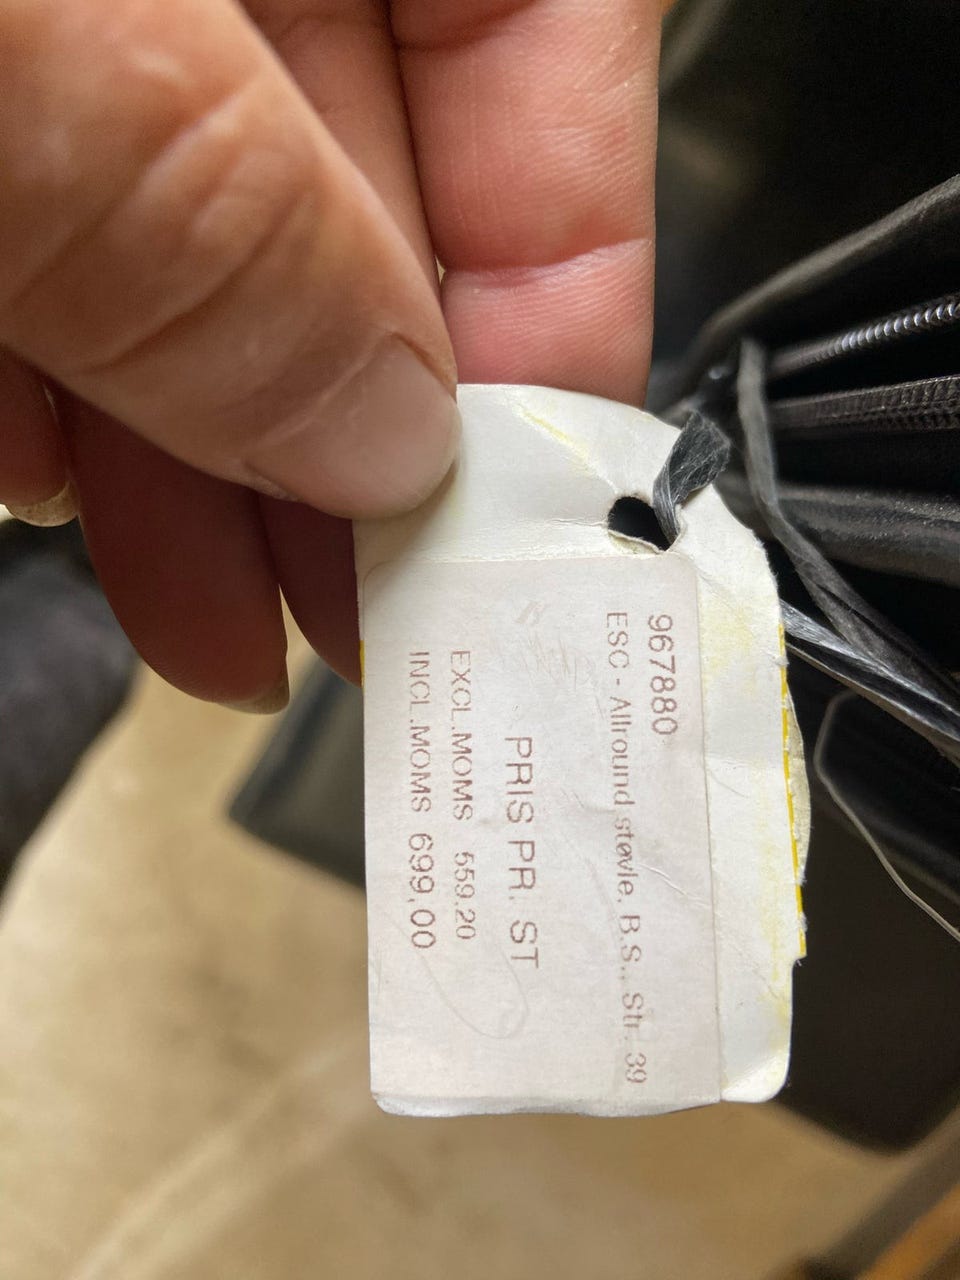 967880
ESC - Allround støvle, B.S., Str. 39
PRIS PR. ST
EXCL.MOMS 559.20
INCL.MOMS 699,00